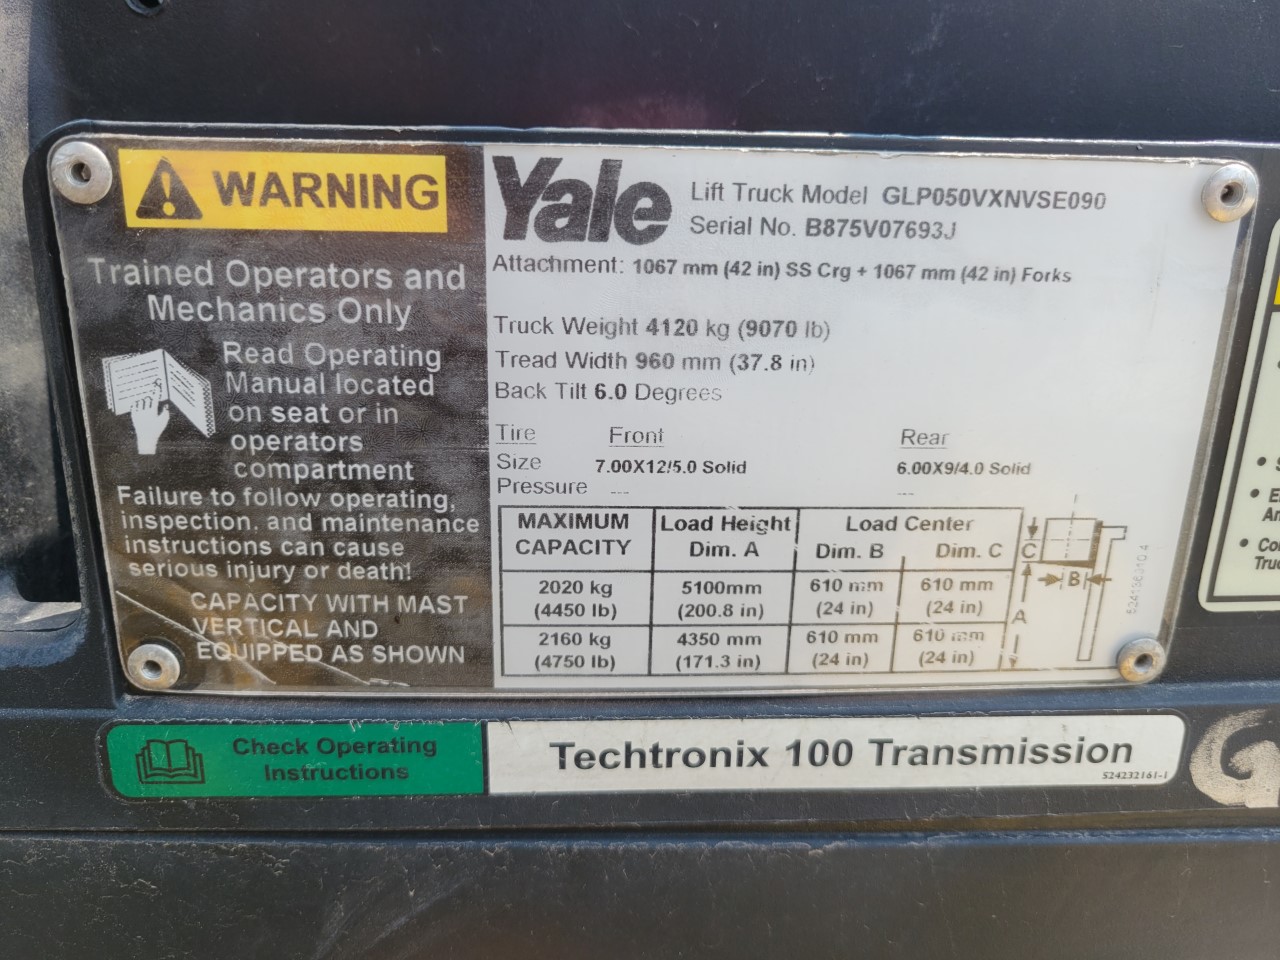 WARNING
Trained Operators and
Mechanics Only
Read Operating
Manual located
on seat or in
operators
compartment
Failure to follow operating,
inspection, and maintenance
instructions can cause
serious injury or death!
CAPACITY WITH MAST
VERTICAL AND
EQUIPPED AS SHOWN
Yale
Lift Truck Model GLP050VXNVSE090
Serial No. B875V07693J
Attachment: 1067 mm (42 in) SS Crg + 1067 mm (42 in) Forks
Truck Weight 4120 kg (9070 lb)
Tread Width 960 mm (37.8 in)
Back Tilt 6.0 Degrees
Tire Front Rear
Size 7.00X12/5.0 Solid 6.00X9/4.0 Solid
Pressure --- ---
MAXIMUM CAPACITY Load Height Dim. A Load Center Dim. B Dim. C
2020 kg 5100mm 610 mm 610 mm
(4450 lb) (200.8 in) (24 in) (24 in)
2160 kg 4350 mm 610 mm 610 mm
(4750 lb) (171.3 in) (24 in) (24 in)
C
B
A
Check Operating
Instructions
Techtronix 100 Transmission
524232161-1
G